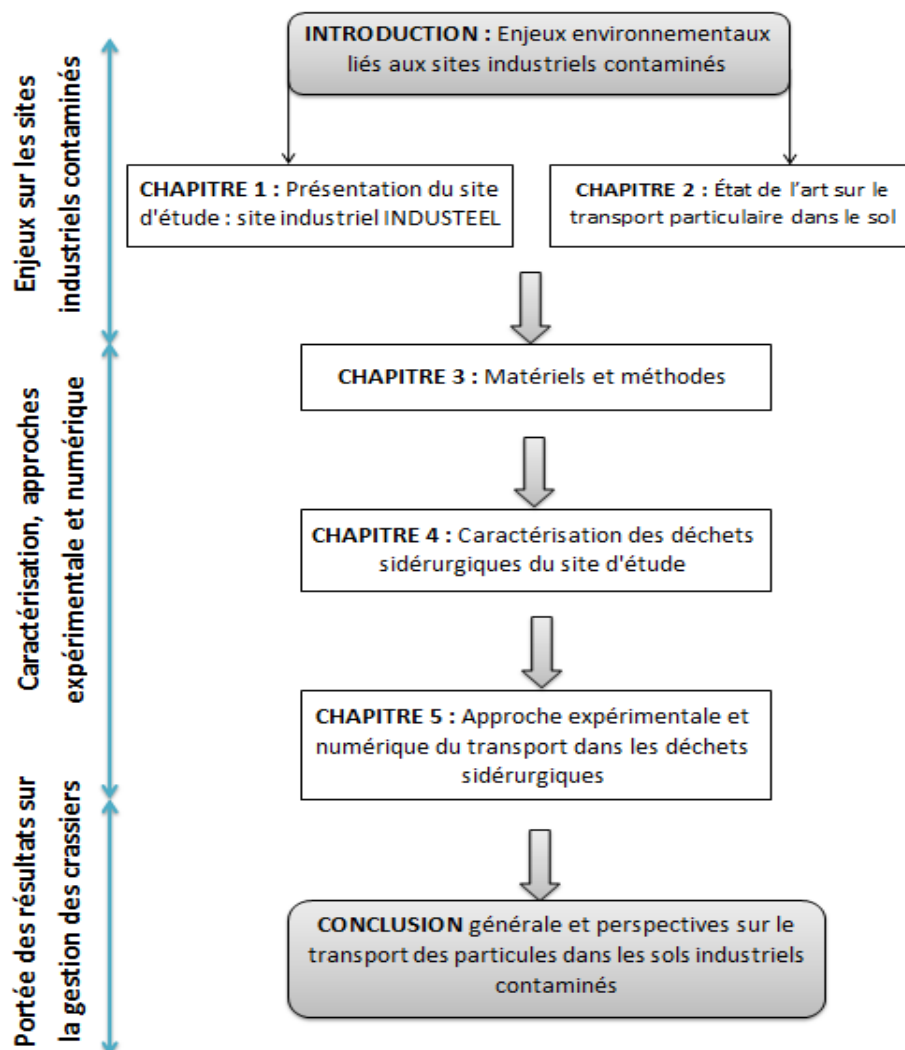 INTRODUCTION : Enjeux environnementaux
liés aux sites industriels contaminés
Enjeux sur les sites
industriels contaminés
CHAPITRE 1 : Présentation du site
d'étude : site industriel INDUSTEEL
CHAPITRE 2 : État de l'art sur le
transport particulaire dans le sol
CHAPITRE 3 : Matériels et méthodes
Caractérisation, approches
expérimentale et numérique
CHAPITRE 4 : Caractérisation des déchets
sidérurgiques du site d'étude
CHAPITRE 5 : Approche expérimentale et
numérique du transport dans les déchets
sidérurgiques
Portée des résultats sur
la gestion des crassiers
CONCLUSION générale et perspectives sur le
transport des particules dans les sols industriels
contaminés